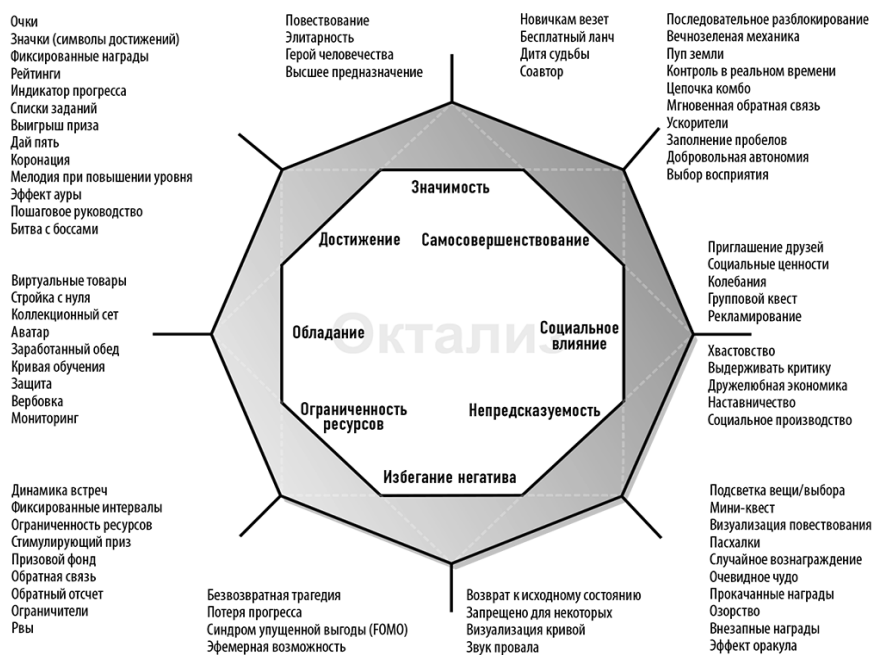 Очки
Значки (символы достижений)
Фиксированные награды
Рейтинги
Индикатор прогресса
Списки заданий
Выигрыш приза
Дай пять
Коронация
Мелодия при повышении уровня
Эффект ауры
Пошаговое руководство
Битва с боссами
Повествование
Элитарность
Герой человечества
Высшее предназначение
Новичкам везет
Бесплатный ланч
Дитя судьбы
Соавтор
Последовательное разблокирование
Вечнозеленая механика
Пуп земли
Контроль в реальном времени
Цепочка комбо
Мгновенная обратная связь
Ускорители
Заполнение пробелов
Добровольная автономия
Выбор восприятия
Значимость
Достижение
Самосовершенствование
Обладание
Октализ
Социальное
влияние
Ограниченность
ресурсов
Непредсказуемость
Избегание негатива
Виртуальные товары
Стройка с нуля
Коллекционный сет
Аватар
Заработанный обед
Кривая обучения
Защита
Вербовка
Мониторинг
Приглашение друзей
Социальные ценности
Колебания
Групповой квест
Рекламирование
Хвастовство
Выдерживать критику
Дружелюбная экономика
Наставничество
Социальное производство
Динамика встреч
Фиксированные интервалы
Ограниченность ресурсов
Стимулирующий приз
Призовой фонд
Обратная связь
Обратный отсчет
Ограничители
Рвы
Безвозвратная трагедия
Потеря прогресса
Синдром упущенной выгоды (FOMO)
Эфемерная возможность
Возврат к исходному состоянию
Запрещено для некоторых
Визуализация кривой
Звук провала
Подсветка вещи/выбора
Мини-квест
Визуализация повествования
Пасхалки
Случайное вознаграждение
Очевидное чудо
Прокачанные награды
Озорство
Внезапные награды
Эффект оракула